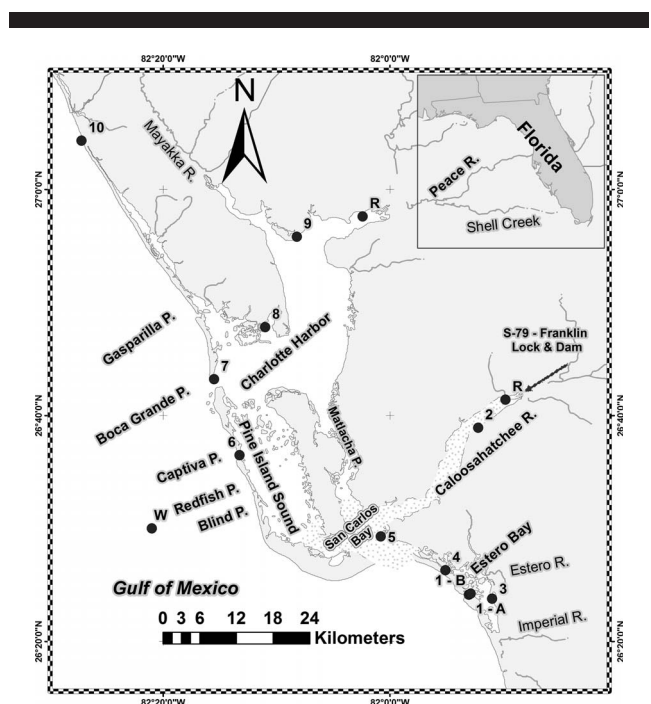 82°20'0"W 82°0'0"W
N
10
Mayakka R.
Florida
Peace R.
R
27°0'0"N 27°0'0"N
Shell Creek
9
8
Gasparilla P.
Charlotte Harbor
S-79 - Franklin
Lock & Dam
7
R
Boca Grande P.
Matlacha P.
26°40'0"N 26°40'0"N
2
Caloosahatchee R.
6
Pine Island Sound
Captiva P.
Redfish P.
W
Blind P.
San Carlos
Bay
5
Estero Bay
4
Estero R.
1 - B
3
1 - A
Gulf of Mexico
Imperial R.
0 3 6 12 18 24
Kilometers
26°20'0"N 26°20'0"N
82°20'0"W 82°0'0"W